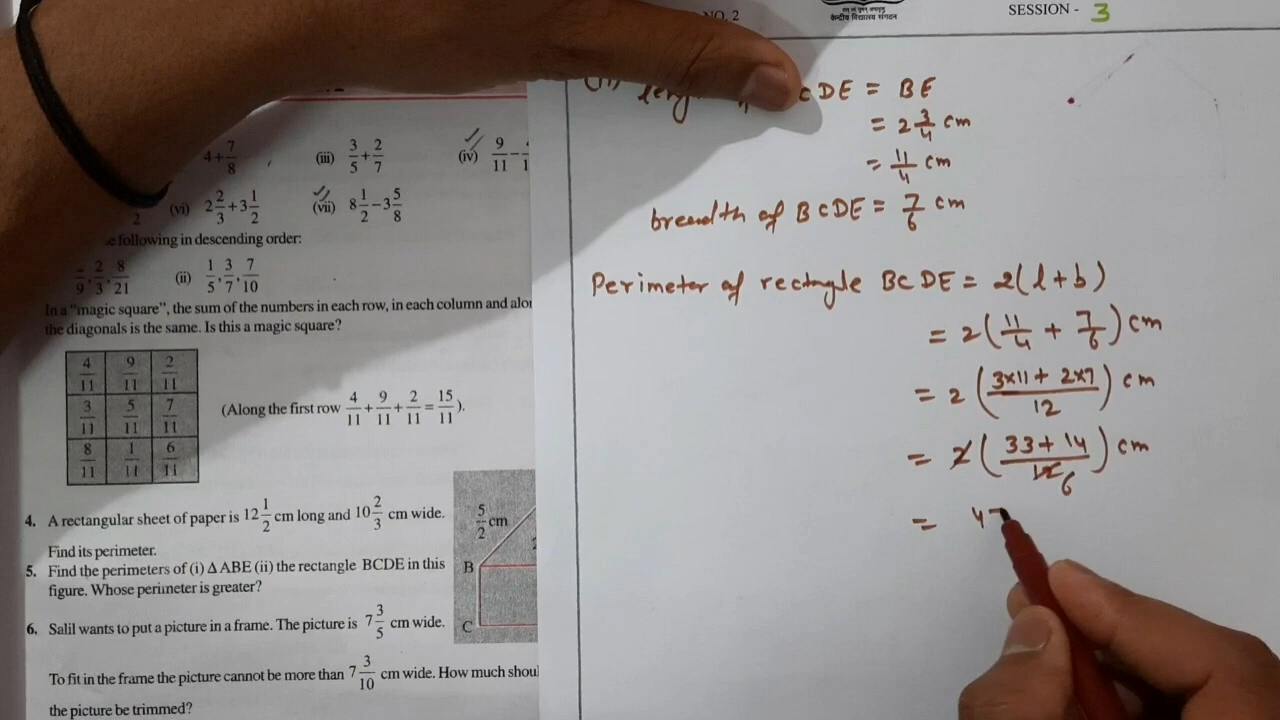 NO. 2
केन्द्रीय विद्यालय संगठन
SESSION - 3
4+7/8 (iii) 3/5+2/7 (iv) 9/11−
(vi) 2 2/3+3 1/2 (vii) 8 1/2−3 5/8
following in descending order:
2/3, 8/21 (ii) 1/5, 3/7, 7/10
In a “magic square”, the sum of the numbers in each row, in each column and
the diagonals is the same. Is this a magic square?
4/11 9/11 2/11
3/11 5/11 7/11
8/11 1/11 6/11
(Along the first row 4/11+9/11+2/11=15/11).
4. A rectangular sheet of paper is 12 1/2 cm long and 10 2/3 cm wide.
Find its perimeter.
5. Find the perimeters of (i) Δ ABE (ii) the rectangle BCDE in this
figure. Whose perimeter is greater?
6. Salil wants to put a picture in a frame. The picture is 7 3/5 cm wide.
To fit in the frame the picture cannot be more than 7 3/10 cm wide. How much
the picture be trimmed?
5/2 cm
B
C
CDE = BE
= 2 3/4 cm
= 11/4 cm
breadth of BCDE = 7/6 cm
Perimeter of rectangle BCDE = 2(l+b)
= 2(11/4 + 7/6) cm
= 2(3×11 + 2×7/12) cm
= 2(33+14/12 6) cm
= 47